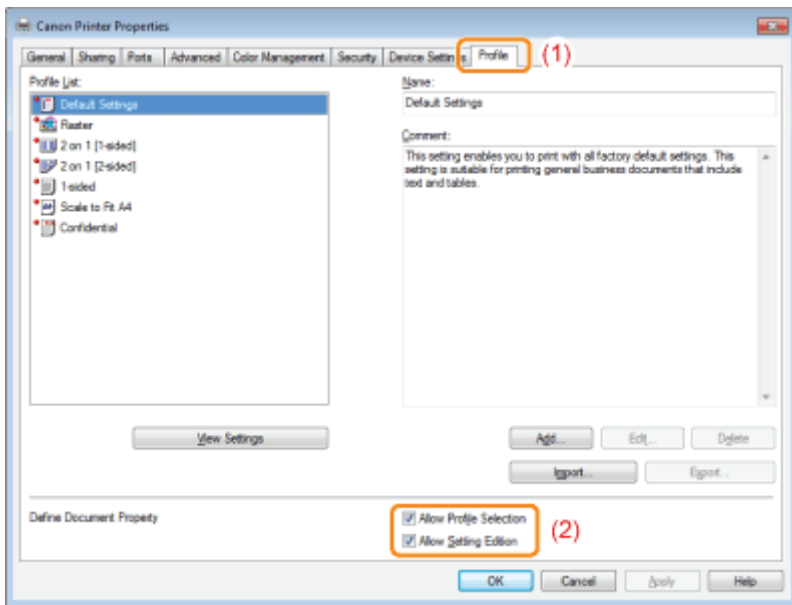 Canon Printer Properties
General Sharing Ports Advanced Color Management Security Device Settings Profile (1)
Profile List:
Default Settings
Raster
2 on 1 [1-sided]
2 on 1 [2-sided]
1-sided
Scale to Fit A4
Confidential
View Settings
Name:
Default Settings
Comment:
This setting enables you to print with all factory default settings. This
setting is suitable for printing general business documents that include
text and tables.
Add... Edit... Delete
Import... Export...
Define Document Property
Allow Profile Selection
Allow Setting Edition
(2)
OK Cancel Apply Help